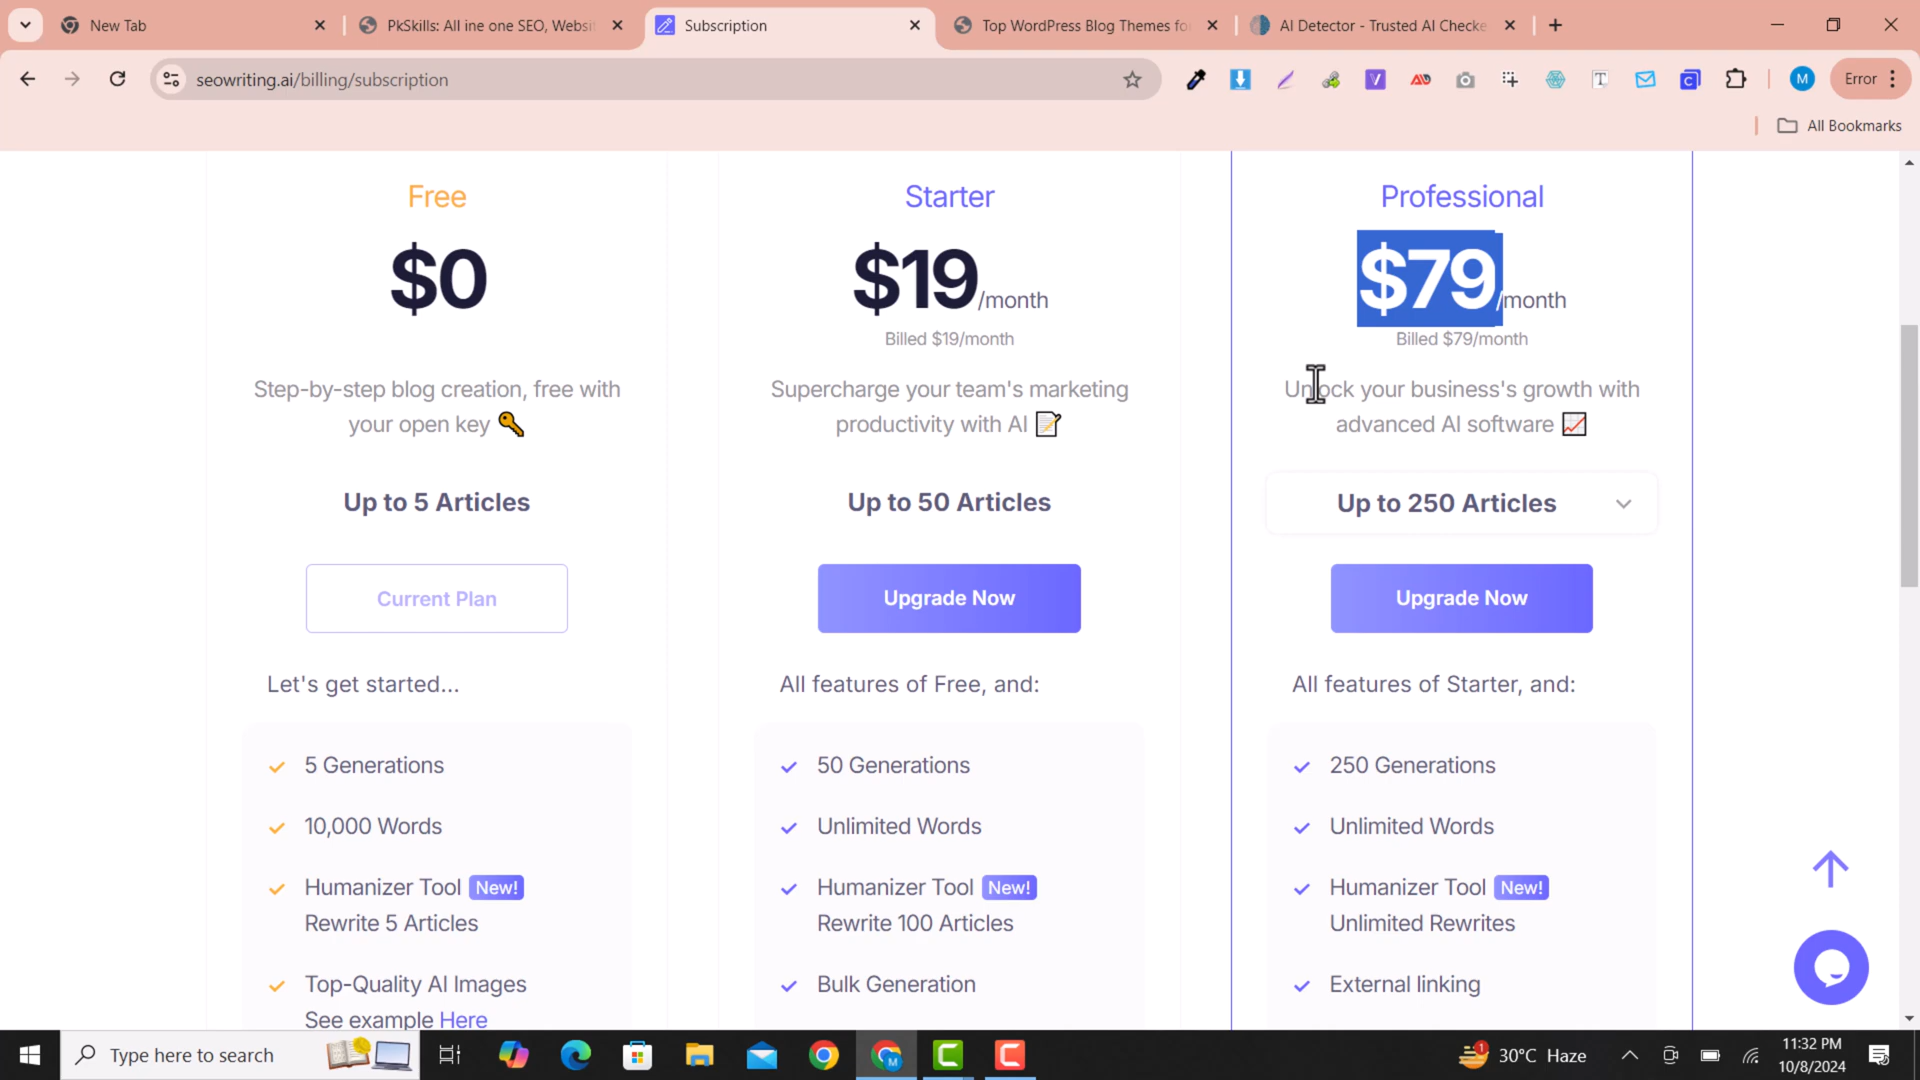 New Tab
PkSkills: All ine one SEO, Websit
Subscription
Top WordPress Blog Themes fo
AI Detector - Trusted AI Checke
seowriting.ai/billing/subscription
M
Error
All Bookmarks
Free
$0
Step-by-step blog creation, free with
your open key
Up to 5 Articles
Current Plan
Let's get started...
5 Generations
10,000 Words
Humanizer Tool New!
Rewrite 5 Articles
Top-Quality AI Images
See example Here
Starter
$19/month
Billed $19/month
Supercharge your team's marketing
productivity with AI
Up to 50 Articles
Upgrade Now
All features of Free, and:
50 Generations
Unlimited Words
Humanizer Tool New!
Rewrite 100 Articles
Bulk Generation
Professional
$79/month
Billed $79/month
Unlock your business's growth with
advanced AI software
Up to 250 Articles
Upgrade Now
All features of Starter, and:
250 Generations
Unlimited Words
Humanizer Tool New!
Unlimited Rewrites
External linking
Type here to search
30°C Haze
11:32 PM
10/8/2024